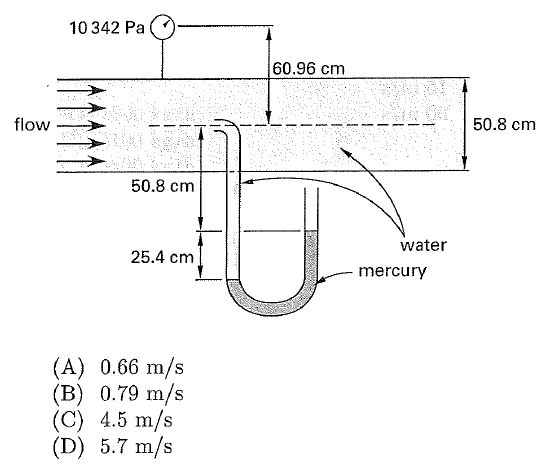 10 342 Pa
60.96 cm
flow
50.8 cm
50.8 cm
water
25.4 cm
mercury
(A) 0.66 m/s
(B) 0.79 m/s
(C) 4.5 m/s
(D) 5.7 m/s